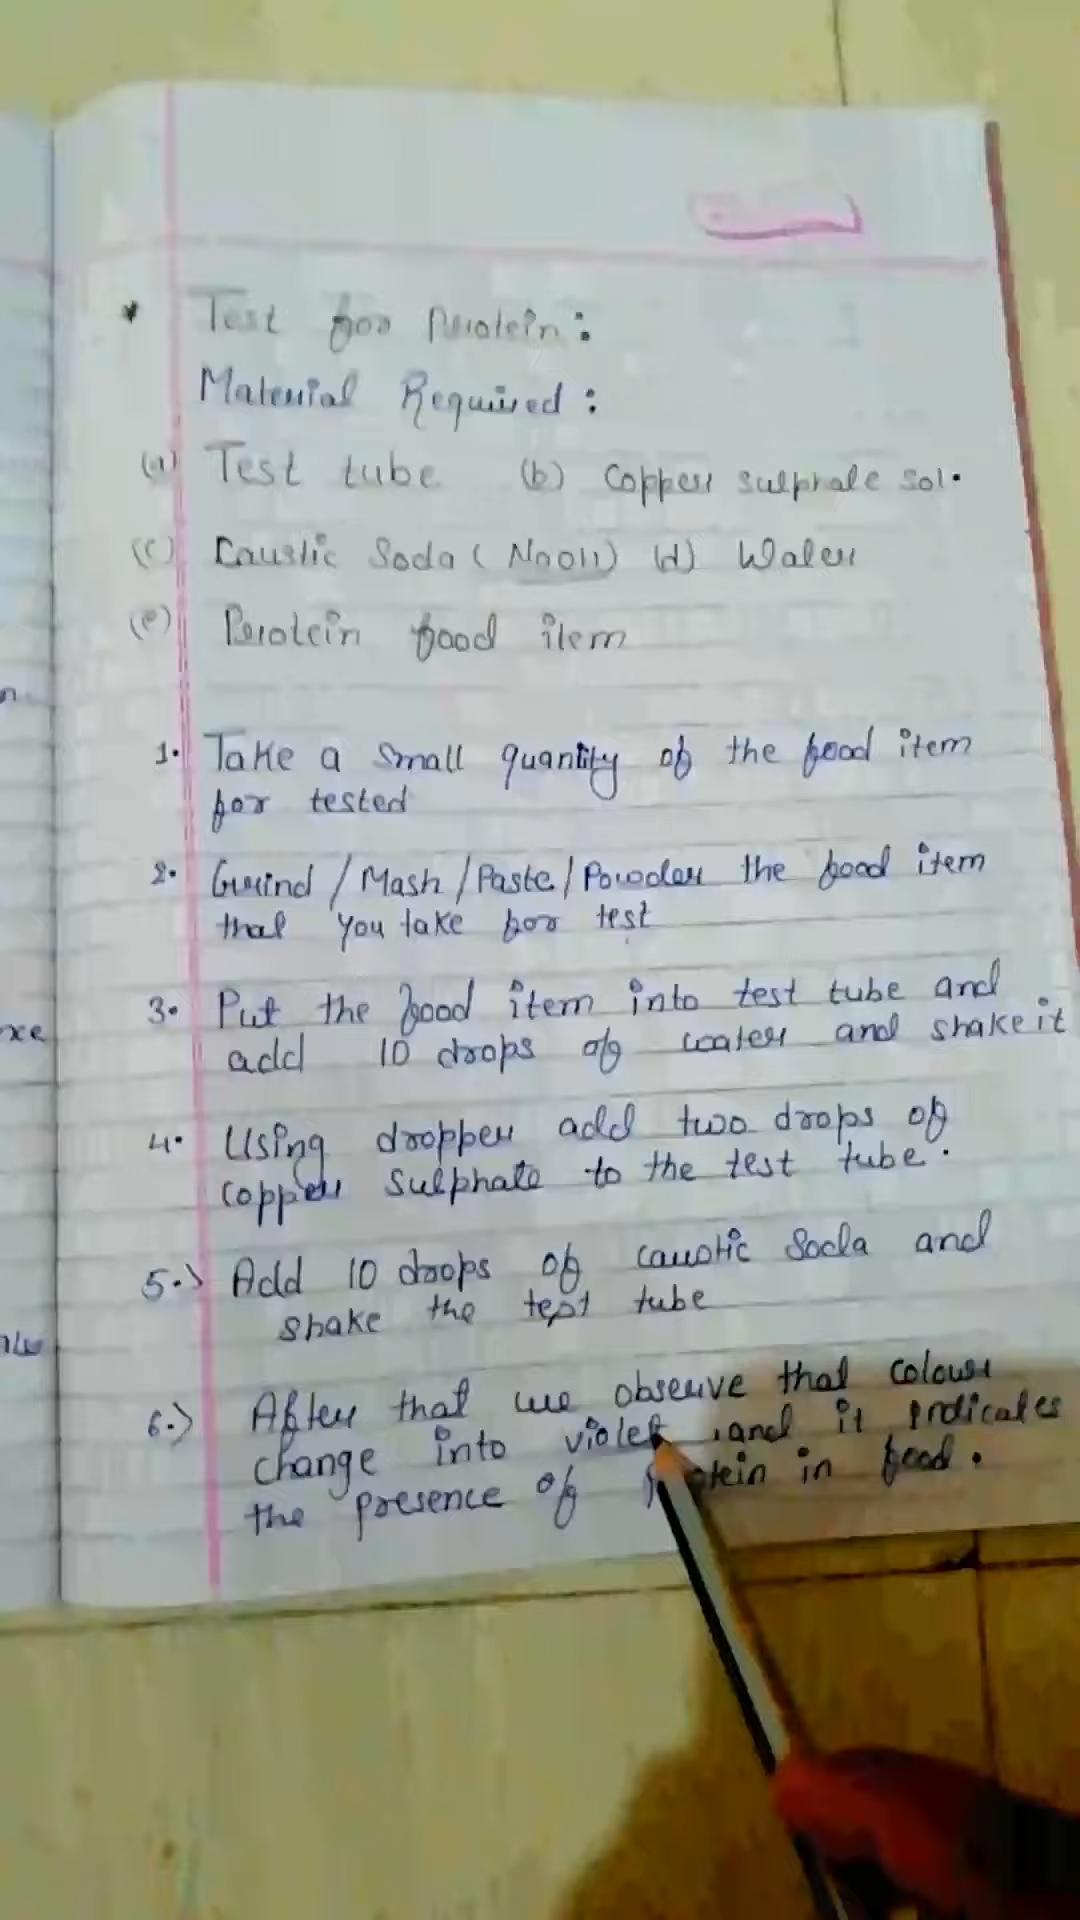 * Test for Protein:
Material Required:
(a) Test tube (b) Copper sulphate sol.
(c) Caustic Soda (NaOH) (d) Water
(e) Protein food item
1. Take a small quantity of the food item
for tested
2. Grind / Mash / Paste / Powder the food item
that you take for test
3. Put the food item into test tube and
add 10 drops of water and shake it
4. Using dropper add two drops of
copper sulphate to the test tube.
5.) Add 10 drops of caustic Soda and
shake the test tube
6.) After that we observe that colour
change into violet, and it indicates
the presence of protein in food.